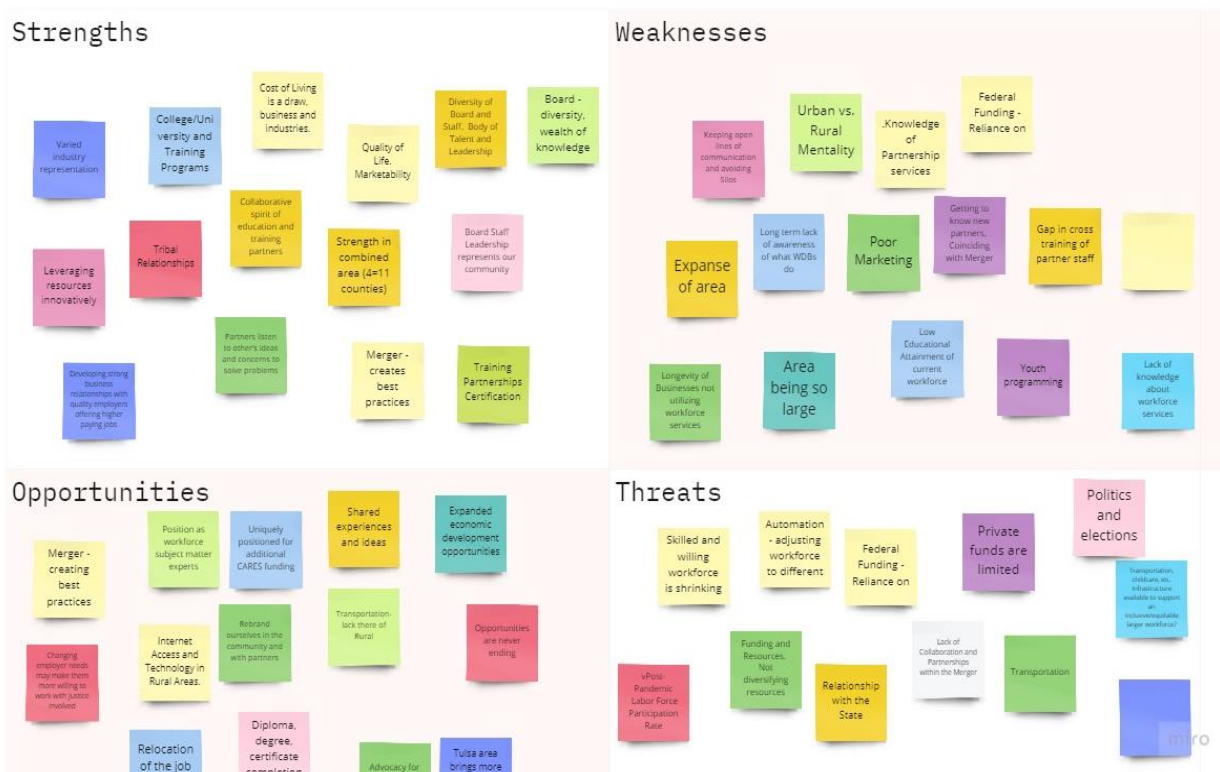 Strengths
Varied
industry
representation
College/Uni
versity and
Training
Programs
Cost of Living
is a draw,
business and
industries.
Quality of
Life.
Marketability
Diversity of
Board and
Staff. Body of
Talent and
Leadership
Board -
diversity,
wealth of
knowledge
Leveraging
resources
innovatively
Tribal
Relationships
Collaborative
spirit of
education and
training
partners
Strength in
combined
area (4=11
counties)
Board Staff
Leadership
represents our
community
Developing strong
business
relationships with
quality employers
offering higher
paying jobs
Partners listen
to other's ideas
and concerns to
solve problems
Merger -
creates
best
practices
Training
Partnerships
Certification
Weaknesses
Keeping open
lines of
communication
and avoiding
Silos
Urban vs.
Rural
Mentality
.Knowledge
of
Partnership
services
Federal
Funding -
Reliance on
Expanse
of area
Long term lack
of awareness
of what WDBs
do
Poor
Marketing
Getting to
know new
partners,
Coinciding
with Merger
Gap in cross
training of
partner staff
Longevity of
Businesses not
utilizing
workforce
services
Area
being so
large
Low
Educational
Attainment of
current
workforce
Youth
programming
Lack of
knowledge
about
workforce
services
Opportunities
Merger -
creating
best
practices
Position as
workforce
subject matter
experts
Uniquely
positioned for
additional
CARES funding
Shared
experiences
and ideas
Expanded
economic
development
opportunities
Changing
employer needs
may make them
more willing to
work with justice
involved
Internet
Access and
Technology in
Rural Areas.
Rebrand
ourselves in the
community and
with partners
Transportation-
lack there of
Rural
Opportunities
are never
ending
Relocation
of the job
Diploma,
degree,
certificate
completion
Advocacy for
Tulsa area
brings more
Threats
Skilled and
willing
workforce
is shrinking
Automation
- adjusting
workforce
to different
Federal
Funding -
Reliance on
Private
funds are
limited
Politics
and
elections
Transportation,
childcare, etc.
Infrastructure
available to support
an
inclusive/equitable
larger workforce?
vPost-
Pandemic
Labor Force
Participation
Rate
Funding and
Resources.
Not
diversifying
resources
Relationship
with the
State
Lack of
Collaboration and
Partnerships
within the Merger
Transportation
miro